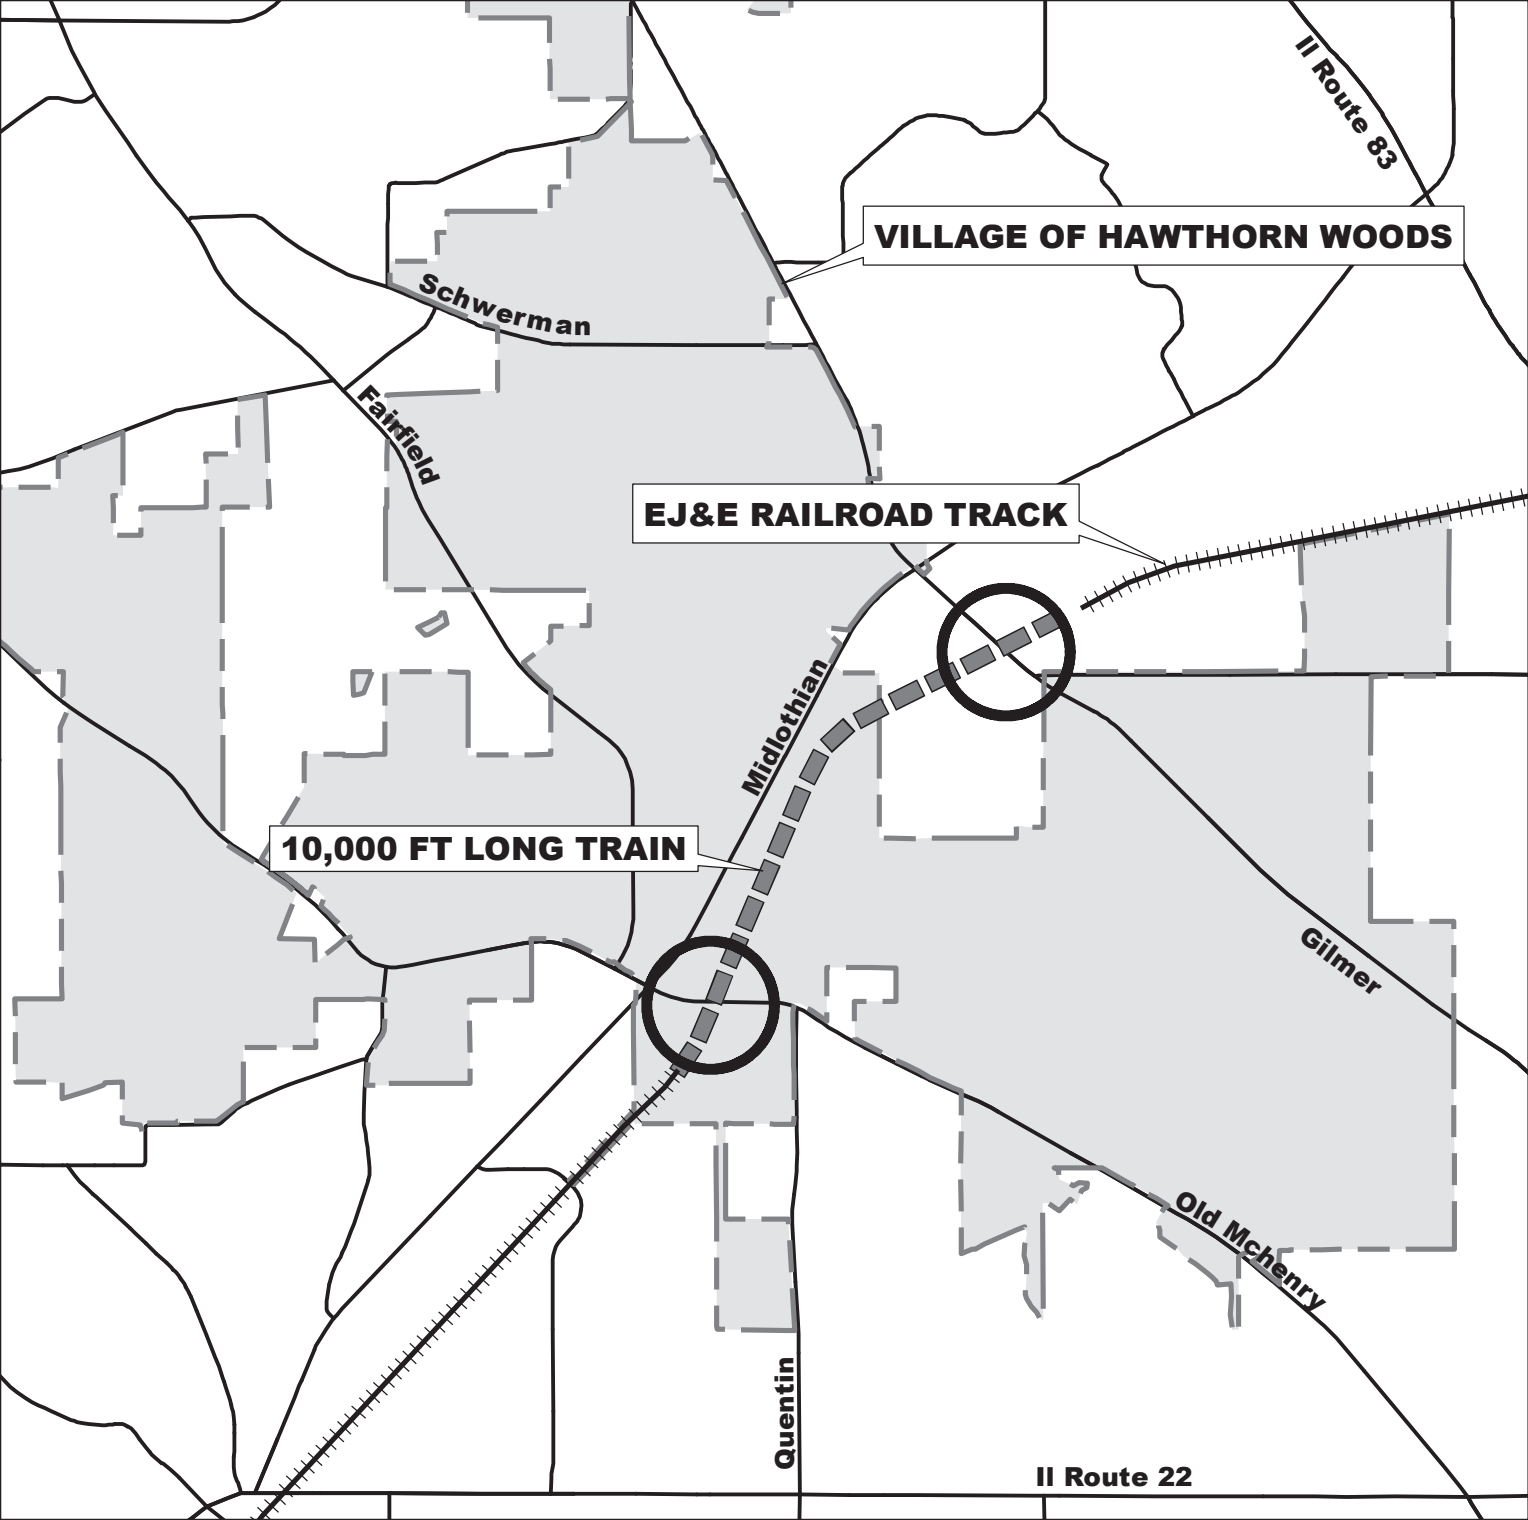 Il Route 83
VILLAGE OF HAWTHORN WOODS
Schwerman
Fairfield
EJ&E RAILROAD TRACK
Midlothian
10,000 FT LONG TRAIN
Gilmer
Old Mchenry
Quentin
Il Route 22